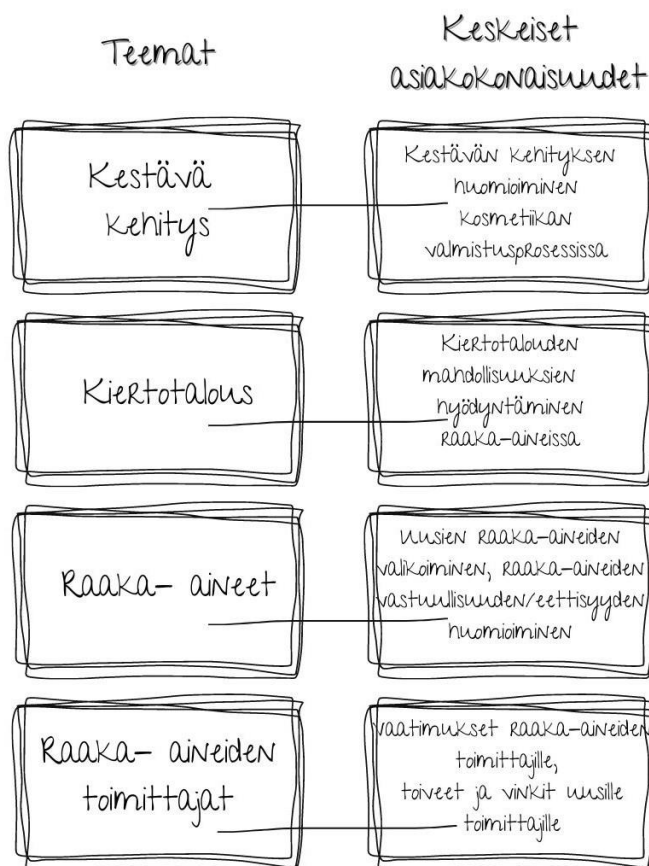 Teemat
Keskeiset
asiakokonaisuudet
Kestävä
kehitys
Kestävän kehityksen
huomioiminen
kosmetiikan
valmistusprosessissa
Kiertotalous
Kiertotalouden
mahdollisuuksien
hyödyntäminen
raaka-aineissa
Raaka- aineet
Uusien raaka-aineiden
valikoiminen, raaka-aineiden
vastuullisuuden/eettisyyden
huomioiminen
Raaka- aineiden
toimittajat
Vaatimukset raaka-aineiden
toimittajille,
toiveet ja vinkit uusille
toimittajille